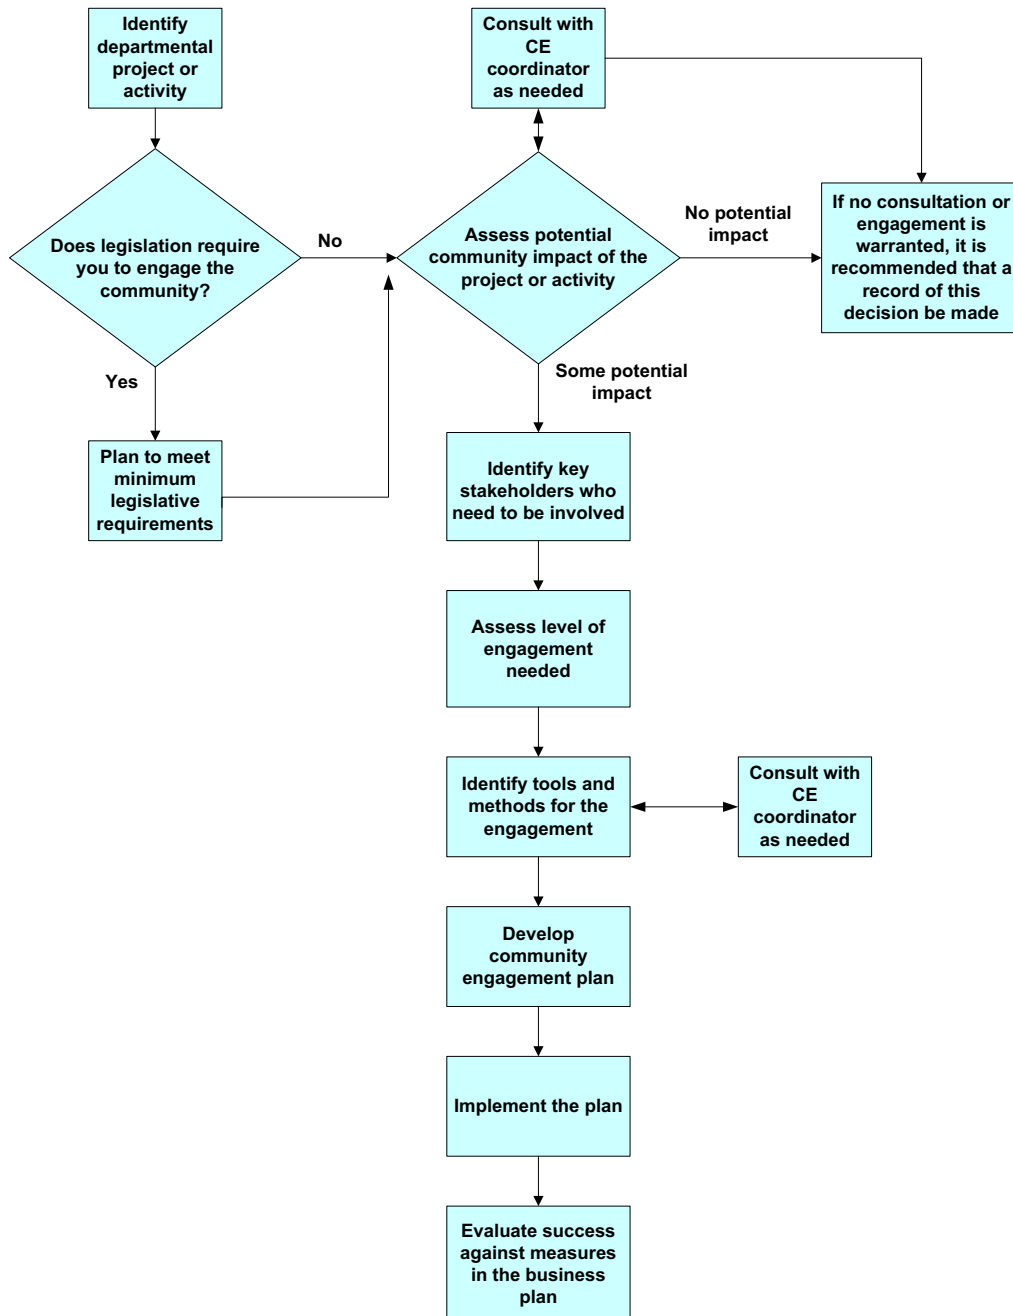 Identify
departmental
project or
activity
Consult with
CE
coordinator
as needed
Does legislation require
you to engage the
community?
No
Assess potential
community impact of the
project or activity
No potential
impact
If no consultation or
engagement is
warranted, it is
recommended that a
record of this
decision be made
Yes
Some potential
impact
Plan to meet
minimum
legislative
requirements
Identify key
stakeholders who
need to be involved
Assess level of
engagement
needed
Identify tools and
methods for the
engagement
Consult with
CE
coordinator
as needed
Develop
community
engagement plan
Implement the plan
Evaluate success
against measures
in the business
plan